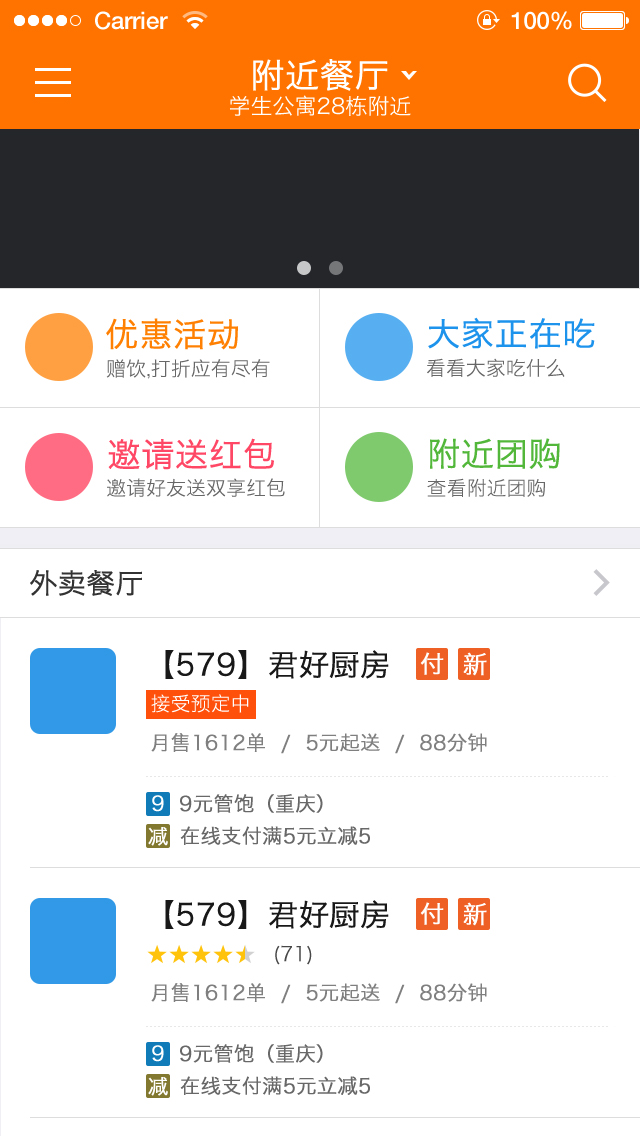 Carrier 100%
附近餐厅
学生公寓28栋附近
优惠活动
赠饮,打折应有尽有
大家正在吃
看看大家吃什么
邀请送红包
邀请好友送双享红包
附近团购
查看附近团购
外卖餐厅
【579】君好厨房 付 新
接受预定中
月售1612单 / 5元起送 / 88分钟
9 9元管饱（重庆）
减 在线支付满5元立减5
【579】君好厨房 付 新
(71)
月售1612单 / 5元起送 / 88分钟
9 9元管饱（重庆）
减 在线支付满5元立减5